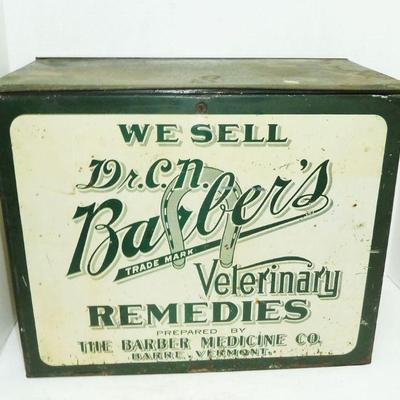 WE SELL
Dr. C. N.
Barber's
TRADE MARK
Veterinary
REMEDIES
PREPARED BY
THE BARBER MEDICINE CO.
BARRE, VERMONT.